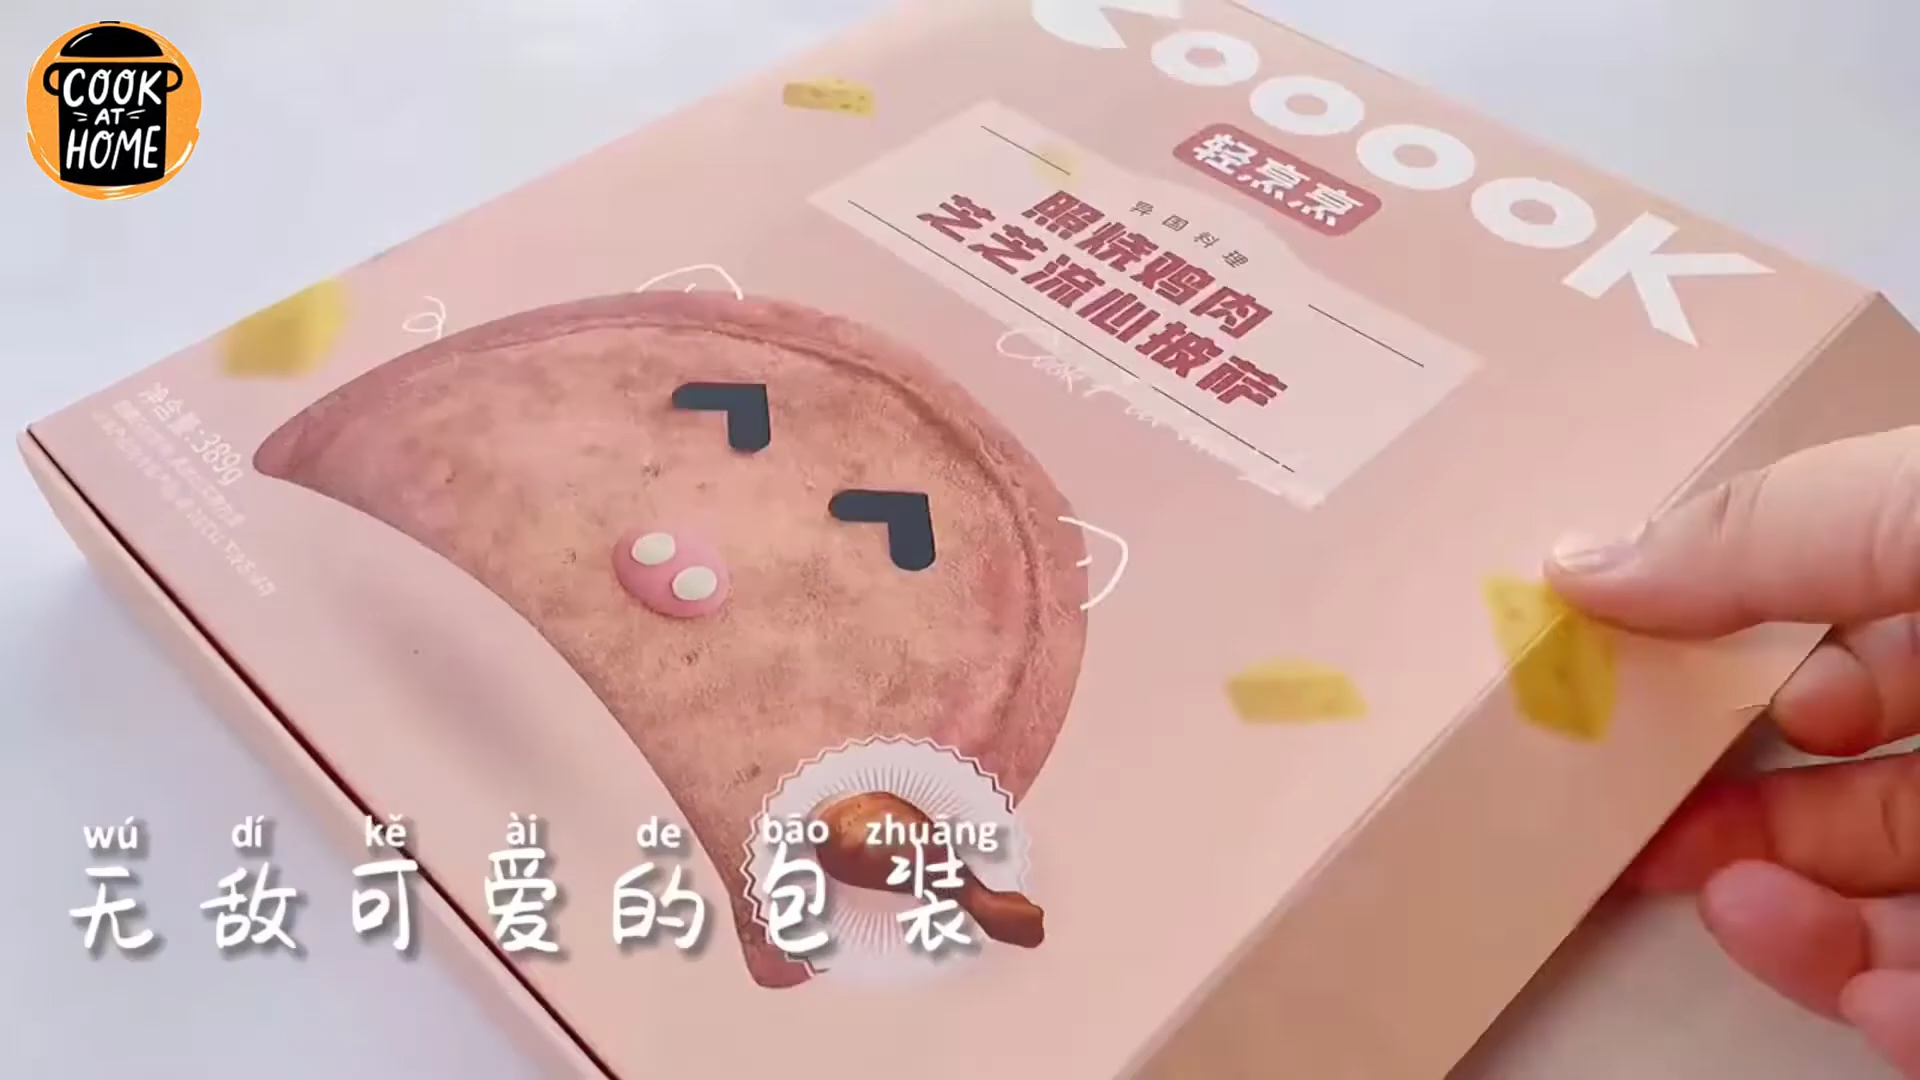 COOK
AT
HOME
COOOK
轻烹烹
异国料理
照烧鸡肉
芝芝流心披萨
净含量:389g
wú dí kě ài de bāo zhuāng
无敌可爱的包装